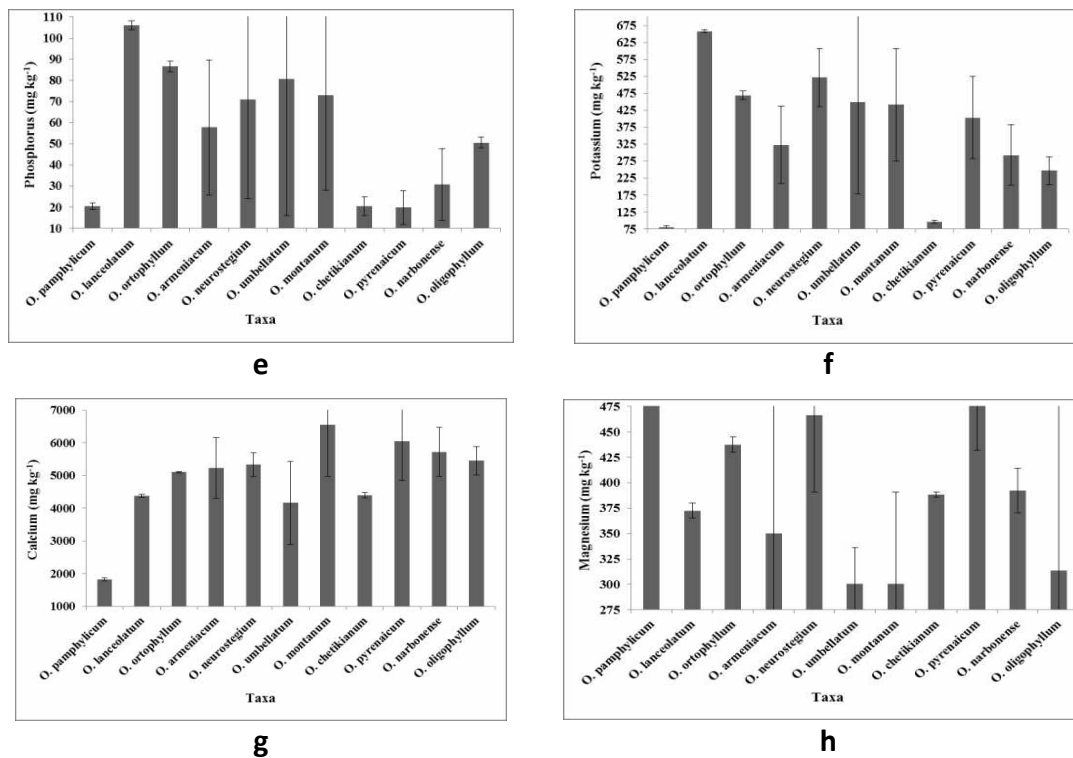 Phosphorus (mg kg⁻¹)
110
100
90
80
70
60
50
40
30
20
10
O. pamphylicum
O. lanceolatum
O. ortophyllum
O. armeniacum
O. neurostegium
O. umbellatum
O. montanum
O. chetikianum
O. pyrenaicum
O. narbonense
O. oligophyllum
Taxa
e
Potassium (mg kg⁻¹)
675
625
575
525
475
425
375
325
275
225
175
125
75
O. pamphylicum
O. lanceolatum
O. ortophyllum
O. armeniacum
O. neurostegium
O. umbellatum
O. montanum
O. chetikianum
O. pyrenaicum
O. narbonense
O. oligophyllum
Taxa
f
Calcium (mg kg⁻¹)
7000
6000
5000
4000
3000
2000
1000
O. pamphylicum
O. lanceolatum
O. ortophyllum
O. armeniacum
O. neurostegium
O. umbellatum
O. montanum
O. chetikianum
O. pyrenaicum
O. narbonense
O. oligophyllum
Taxa
g
Magnesium (mg kg⁻¹)
475
450
425
400
375
350
325
300
275
O. pamphylicum
O. lanceolatum
O. ortophyllum
O. armeniacum
O. neurostegium
O. umbellatum
O. montanum
O. chetikianum
O. pyrenaicum
O. narbonense
O. oligophyllum
Taxa
h